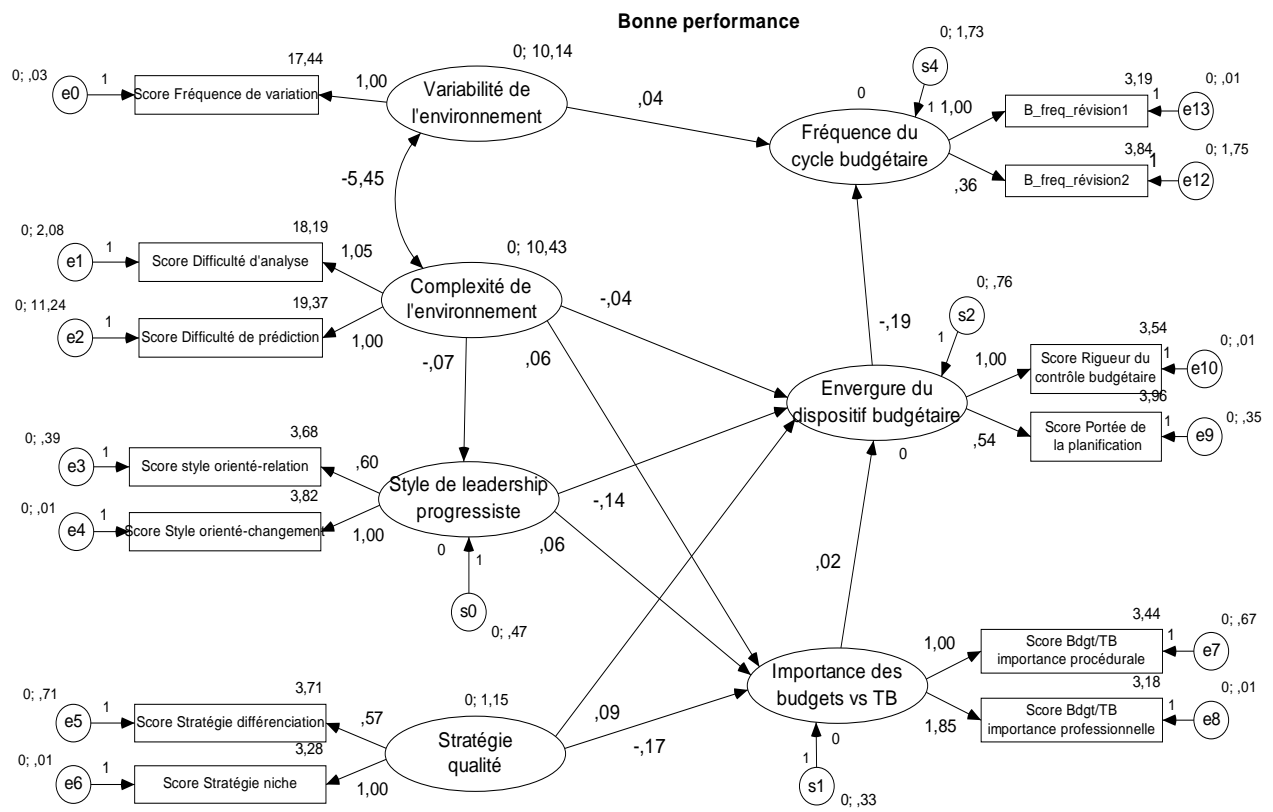 Bonne performance
0; ,03
e0
1
17,44
Score Fréquence de variation
1,00
0; 10,14
Variabilité de
l'environnement
,04
0; 1,73
s4
1
0
Fréquence du
cycle budgétaire
1,00
3,19
B_freq_révision1
1
0; ,01
e13
,36
3,84
B_freq_révision2
1
0; 1,75
e12
-5,45
0; 2,08
e1
1
18,19
Score Difficulté d'analyse
1,05
0; 10,43
Complexité de
l'environnement
0; 11,24
e2
1
19,37
Score Difficulté de prédiction
1,00
-,04
-,07
,06
-,19
0; ,76
s2
1
Envergure du
dispositif budgétaire
0
1,00
3,54
Score Rigueur du
contrôle budgétaire
1
0; ,01
e10
,54
3,96
Score Portée de
la planification
1
0; ,35
e9
0; ,39
e3
1
3,68
Score style orienté-relation
,60
Style de leadership
progressiste
0; ,01
e4
1
3,82
Score Style orienté-changement
1,00
0
1
s0
0; ,47
-,14
,06
,02
0; ,71
e5
1
3,71
Score Stratégie différenciation
,57
0; 1,15
Stratégie
qualité
0; ,01
e6
1
3,28
Score Stratégie niche
1,00
,09
-,17
Importance des
budgets vs TB
0
1
s1
0; ,33
1,00
3,44
Score Bdgt/TB
importance procédurale
1
0; ,67
e7
1,85
3,18
Score Bdgt/TB
importance professionnelle
1
0; ,01
e8